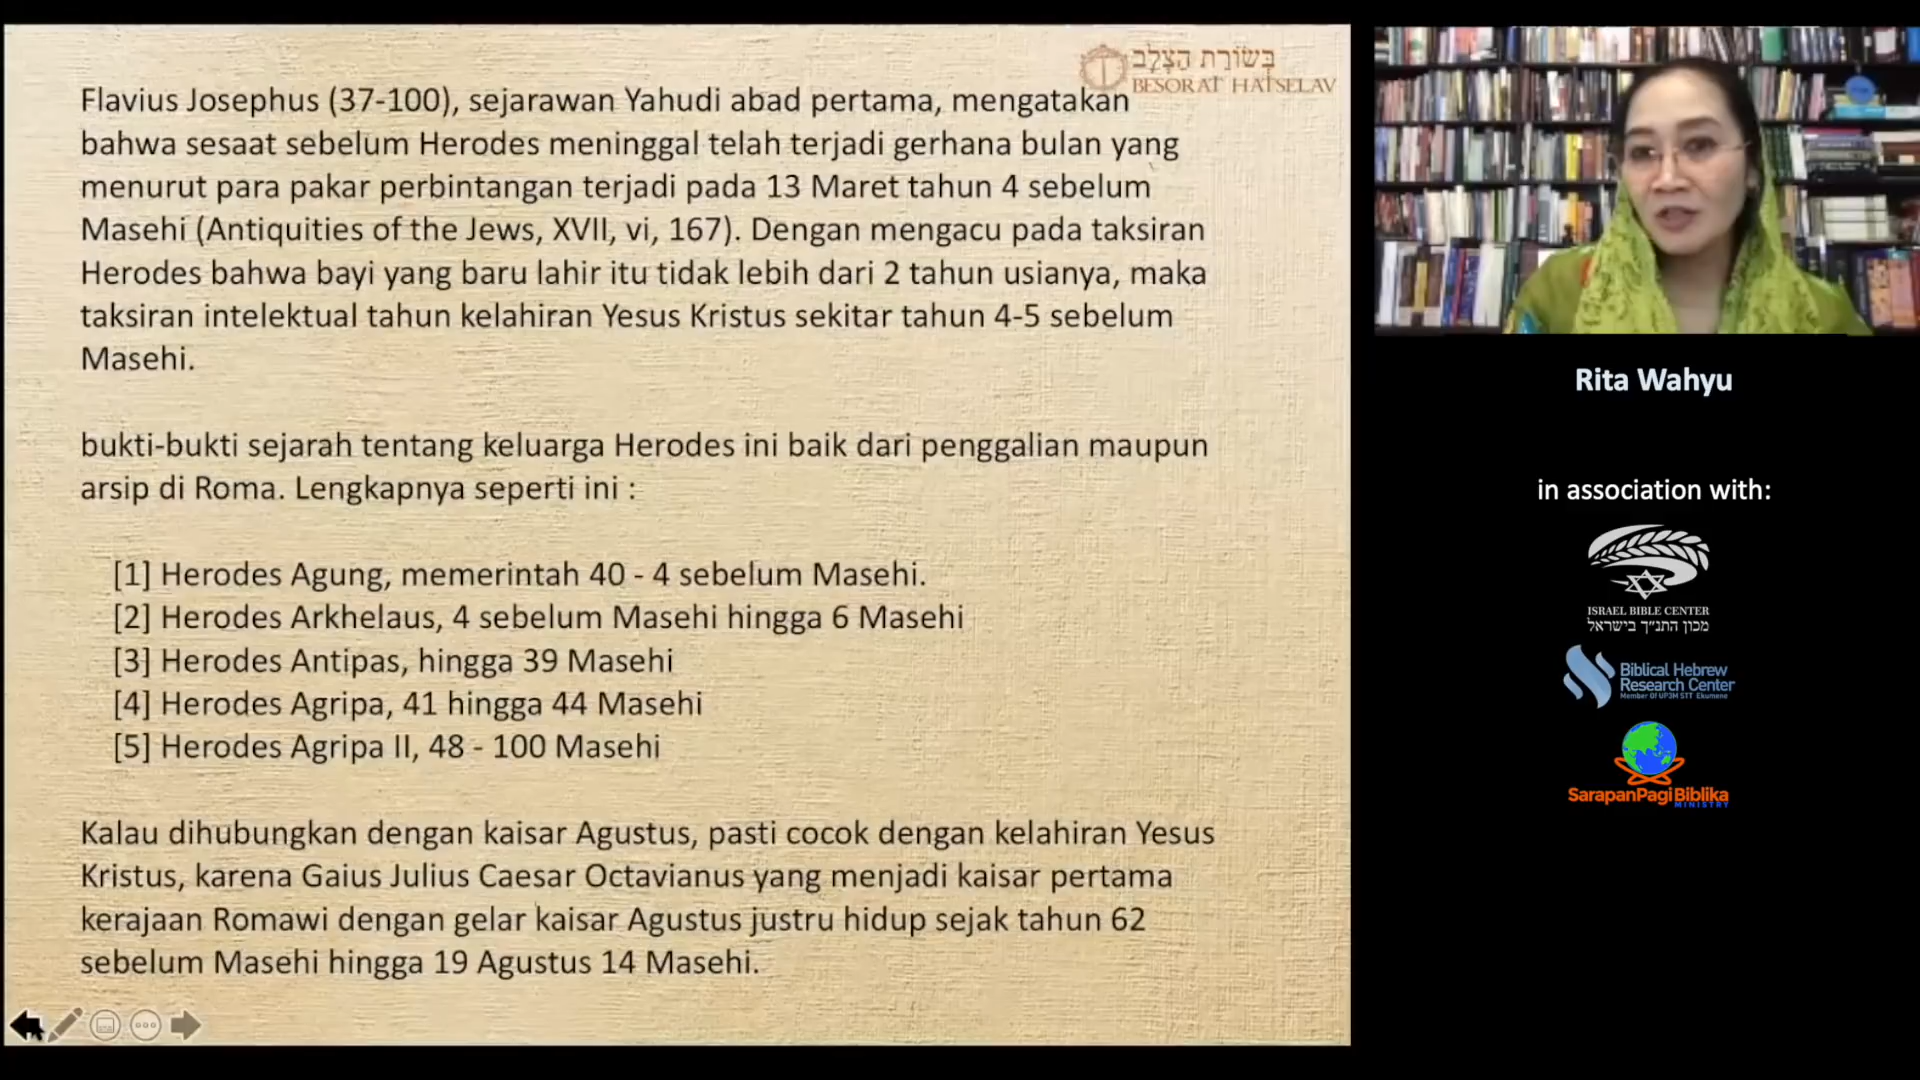 בְּשׂוֹרַת הַצְּלָב
BESORAT HATSELAV
Flavius Josephus (37-100), sejarawan Yahudi abad pertama, mengatakan
bahwa sesaat sebelum Herodes meninggal telah terjadi gerhana bulan yang
menurut para pakar perbintangan terjadi pada 13 Maret tahun 4 sebelum
Masehi (Antiquities of the Jews, XVII, vi, 167). Dengan mengacu pada taksiran
Herodes bahwa bayi yang baru lahir itu tidak lebih dari 2 tahun usianya, maka
taksiran intelektual tahun kelahiran Yesus Kristus sekitar tahun 4-5 sebelum
Masehi.
bukti-bukti sejarah tentang keluarga Herodes ini baik dari penggalian maupun
arsip di Roma. Lengkapnya seperti ini :
[1] Herodes Agung, memerintah 40 - 4 sebelum Masehi.
[2] Herodes Arkhelaus, 4 sebelum Masehi hingga 6 Masehi
[3] Herodes Antipas, hingga 39 Masehi
[4] Herodes Agripa, 41 hingga 44 Masehi
[5] Herodes Agripa II, 48 - 100 Masehi
Kalau dihubungkan dengan kaisar Agustus, pasti cocok dengan kelahiran Yesus
Kristus, karena Gaius Julius Caesar Octavianus yang menjadi kaisar pertama
kerajaan Romawi dengan gelar kaisar Agustus justru hidup sejak tahun 62
sebelum Masehi hingga 19 Agustus 14 Masehi.
Rita Wahyu
in association with:
ISRAEL BIBLE CENTER
מכון התנ״ך בישראל
Biblical Hebrew
Research Center
Member Of UP3M STT Ekumene
SarapanPagiBiblika
MINISTRY